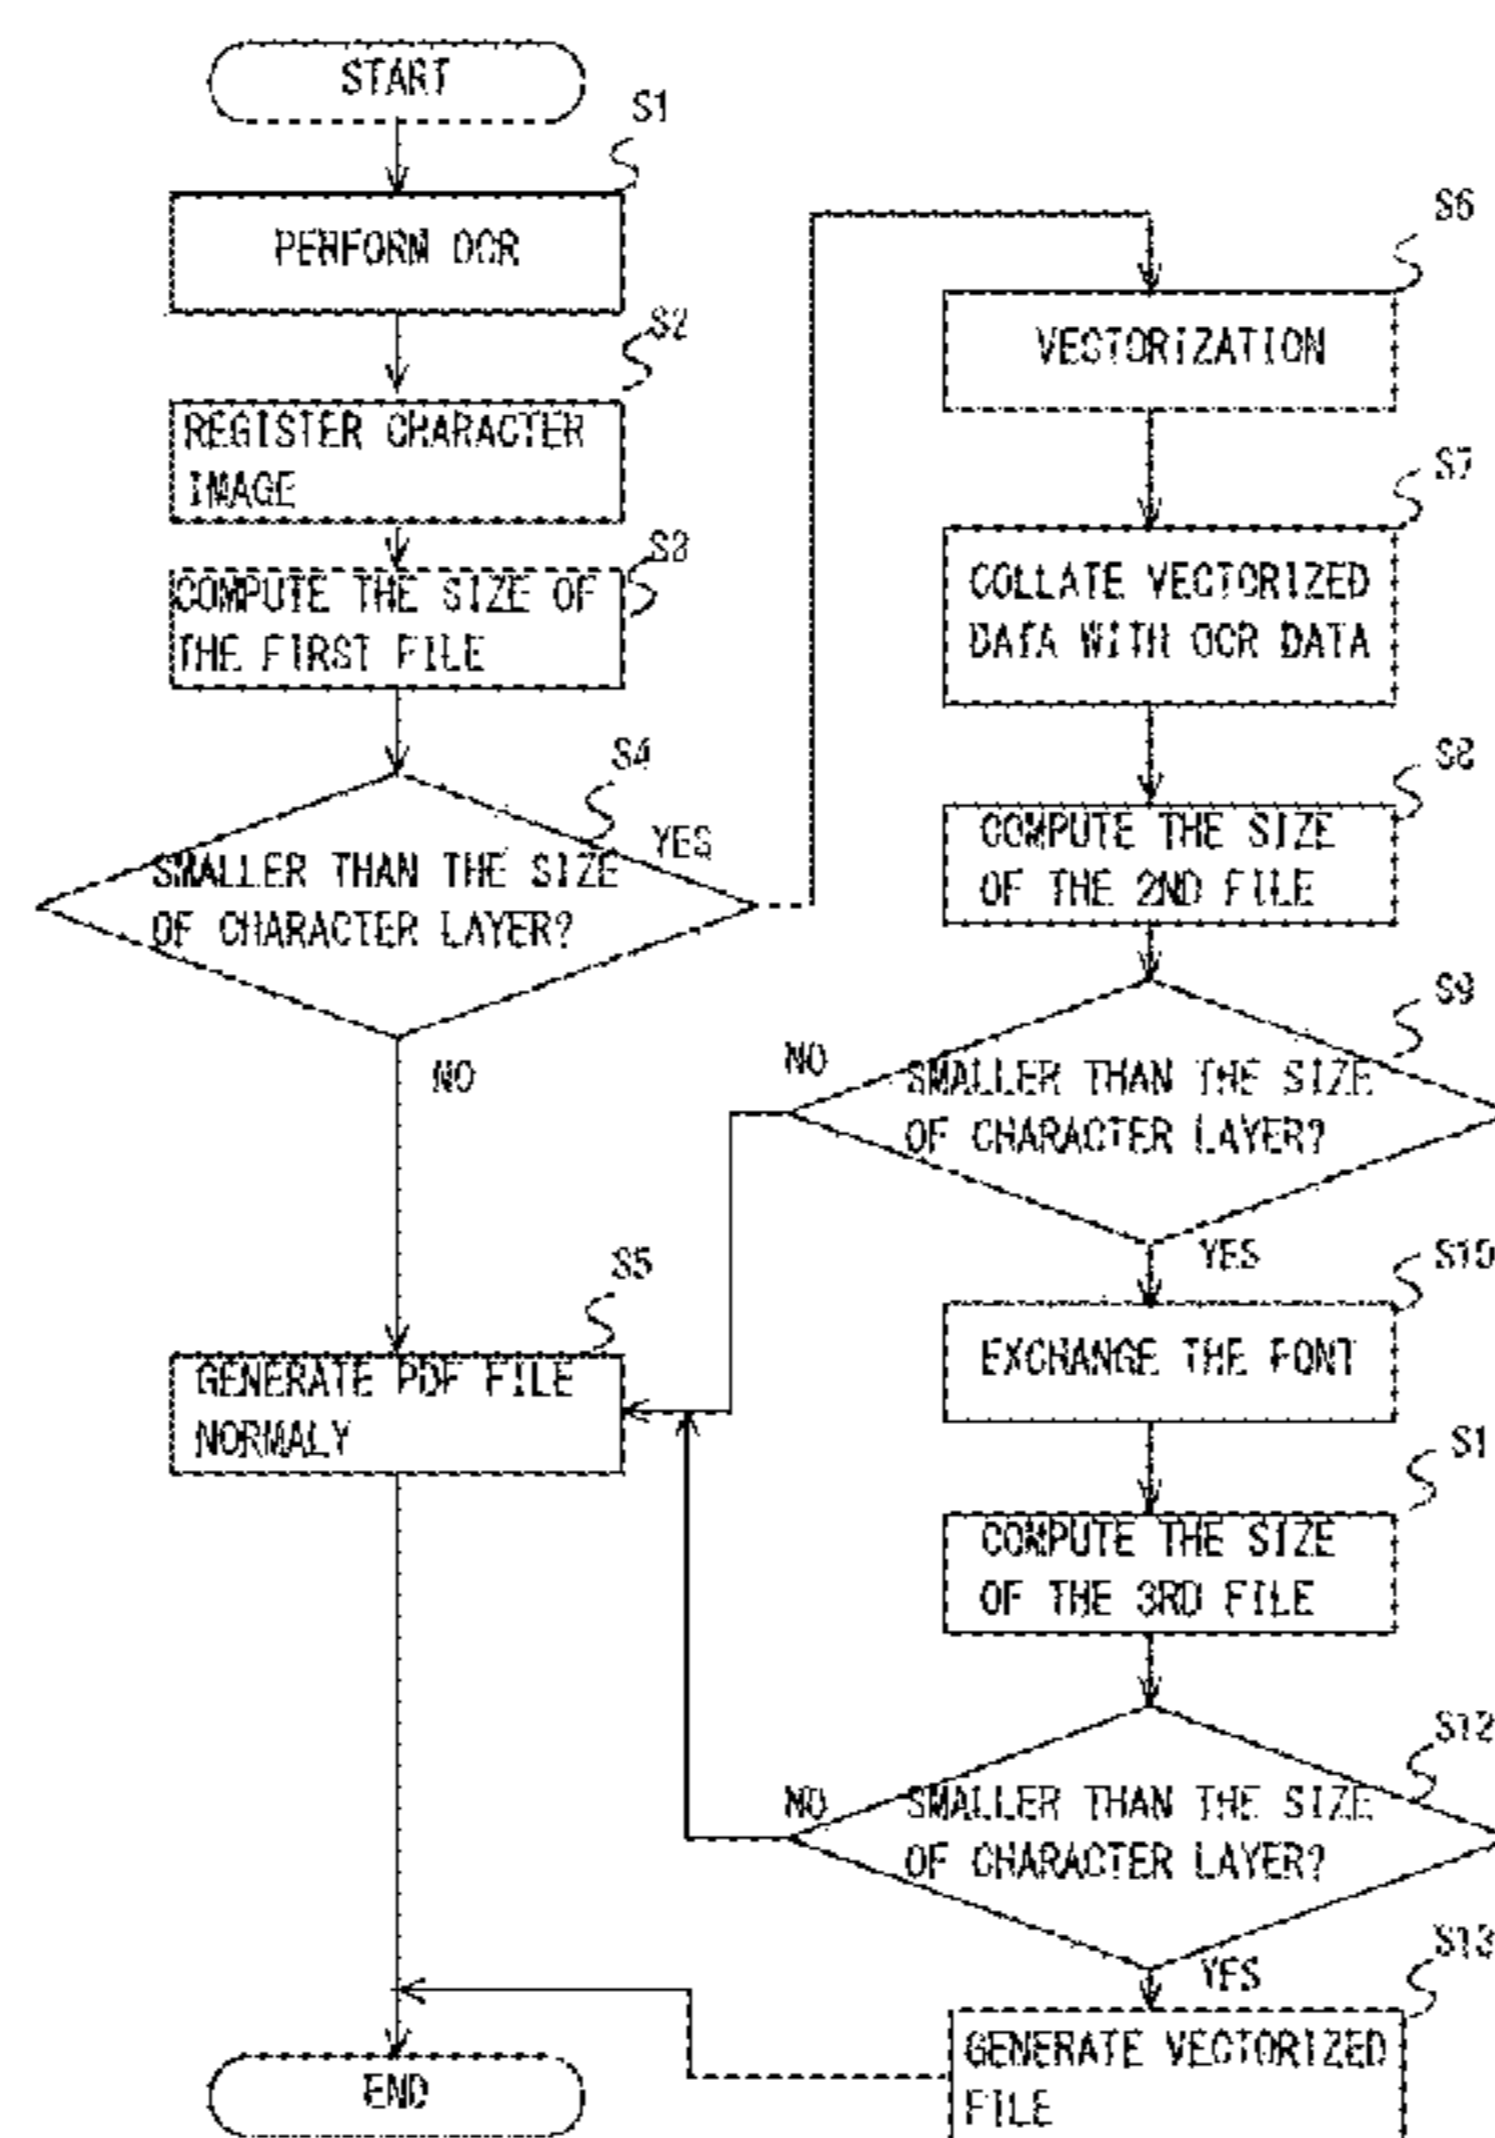 START
S1
PERFORM OCR
S2
REGISTER CHARACTER
IMAGE
S3
COMPUTE THE SIZE OF
THE FIRST FILE
S4
SMALLER THAN THE SIZE
OF CHARACTER LAYER?
YES
NO
S5
GENERATE PDF FILE
NORMALY
END
S6
VECTORIZATION
S7
COLLATE VECTORIZED
DATA WITH OCR DATA
S8
COMPUTE THE SIZE
OF THE 2ND FILE
S9
SMALLER THAN THE SIZE
OF CHARACTER LAYER?
NO
YES
S10
EXCHANGE THE FONT
S1
COMPUTE THE SIZE
OF THE 3RD FILE
S12
SMALLER THAN THE SIZE
OF CHARACTER LAYER?
NO
YES
S13
GENERATE VECTORIZED
FILE